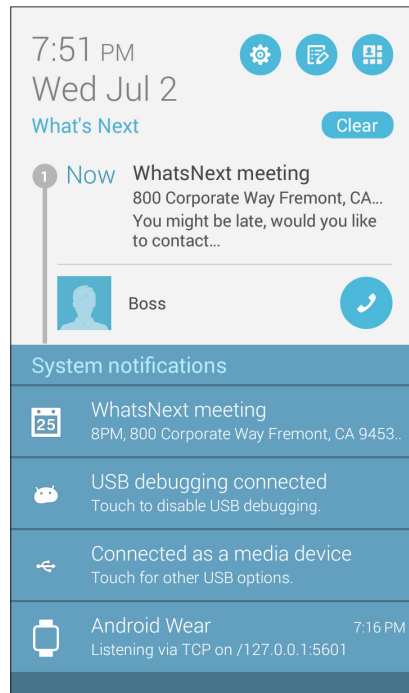 7:51 PM
Wed Jul 2
What's Next
Clear
1 Now WhatsNext meeting
800 Corporate Way Fremont, CA...
You might be late, would you like
to contact...
Boss
System notifications
25
WhatsNext meeting
8PM, 800 Corporate Way Fremont, CA 9453..
USB debugging connected
Touch to disable USB debugging.
Connected as a media device
Touch for other USB options.
Android Wear 7:16 PM
Listening via TCP on /127.0.0.1:5601